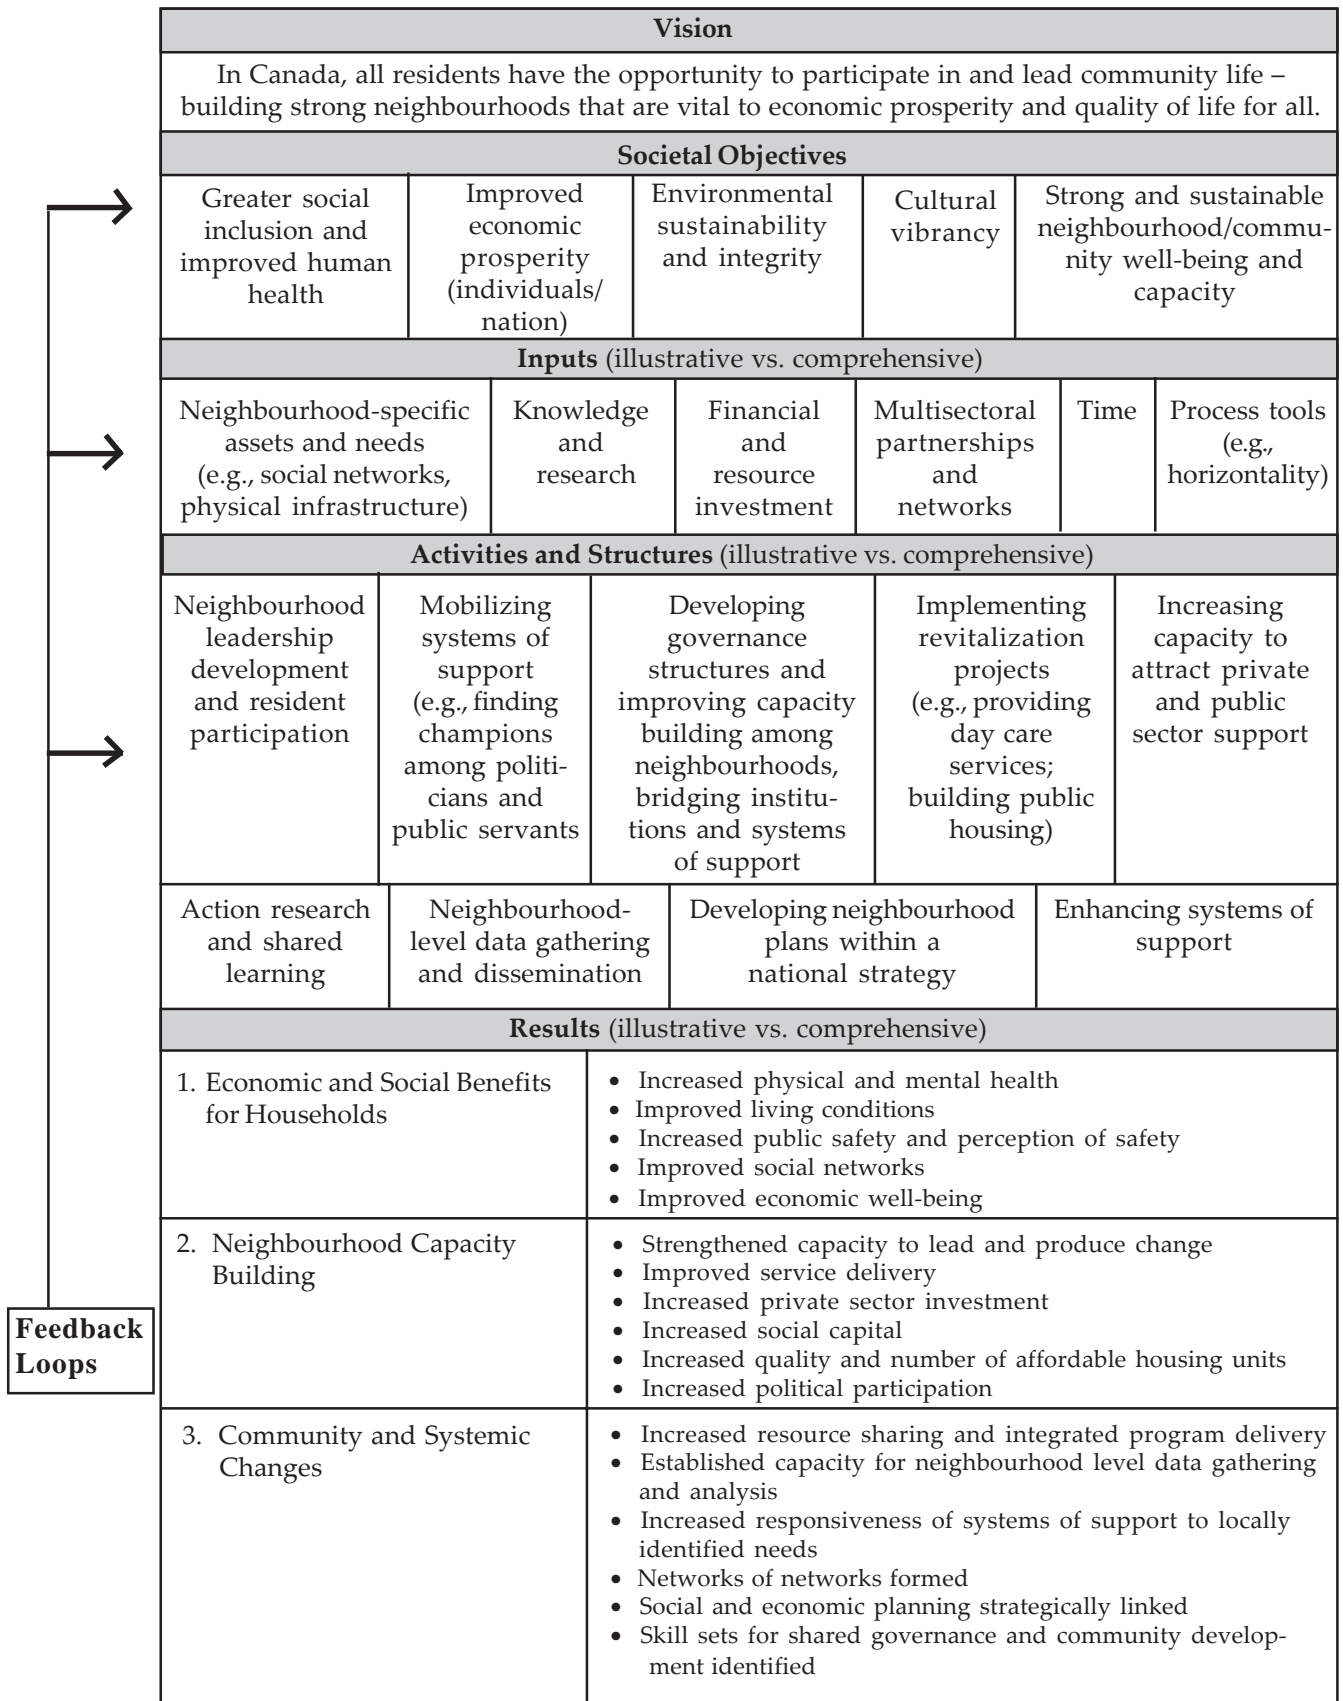 Vision
In Canada, all residents have the opportunity to participate in and lead community life –
building strong neighbourhoods that are vital to economic prosperity and quality of life for all.
Societal Objectives
Greater social
inclusion and
improved human
health
Improved
economic
prosperity
(individuals/
nation)
Environmental
sustainability
and integrity
Cultural
vibrancy
Strong and sustainable
neighbourhood/commu-
nity well-being and
capacity
Inputs (illustrative vs. comprehensive)
Neighbourhood-specific
assets and needs
(e.g., social networks,
physical infrastructure)
Knowledge
and
research
Financial
and
resource
investment
Multisectoral
partnerships
and
networks
Time
Process tools
(e.g.,
horizontality)
Activities and Structures (illustrative vs. comprehensive)
Neighbourhood
leadership
development
and resident
participation
Mobilizing
systems of
support
(e.g., finding
champions
among politi-
cians and
public servants
Developing
governance
structures and
improving capacity
building among
neighbourhoods,
bridging institu-
tions and systems
of support
Implementing
revitalization
projects
(e.g., providing
day care
services;
building public
housing)
Increasing
capacity to
attract private
and public
sector support
Action research
and shared
learning
Neighbourhood-
level data gathering
and dissemination
Developing neighbourhood
plans within a
national strategy
Enhancing systems of
support
Results (illustrative vs. comprehensive)
1. Economic and Social Benefits
for Households
• Increased physical and mental health
• Improved living conditions
• Increased public safety and perception of safety
• Improved social networks
• Improved economic well-being
2. Neighbourhood Capacity
Building
• Strengthened capacity to lead and produce change
• Improved service delivery
• Increased private sector investment
• Increased social capital
• Increased quality and number of affordable housing units
• Increased political participation
3. Community and Systemic
Changes
• Increased resource sharing and integrated program delivery
• Established capacity for neighbourhood level data gathering
and analysis
• Increased responsiveness of systems of support to locally
identified needs
• Networks of networks formed
• Social and economic planning strategically linked
• Skill sets for shared governance and community develop-
ment identified
Feedback
Loops